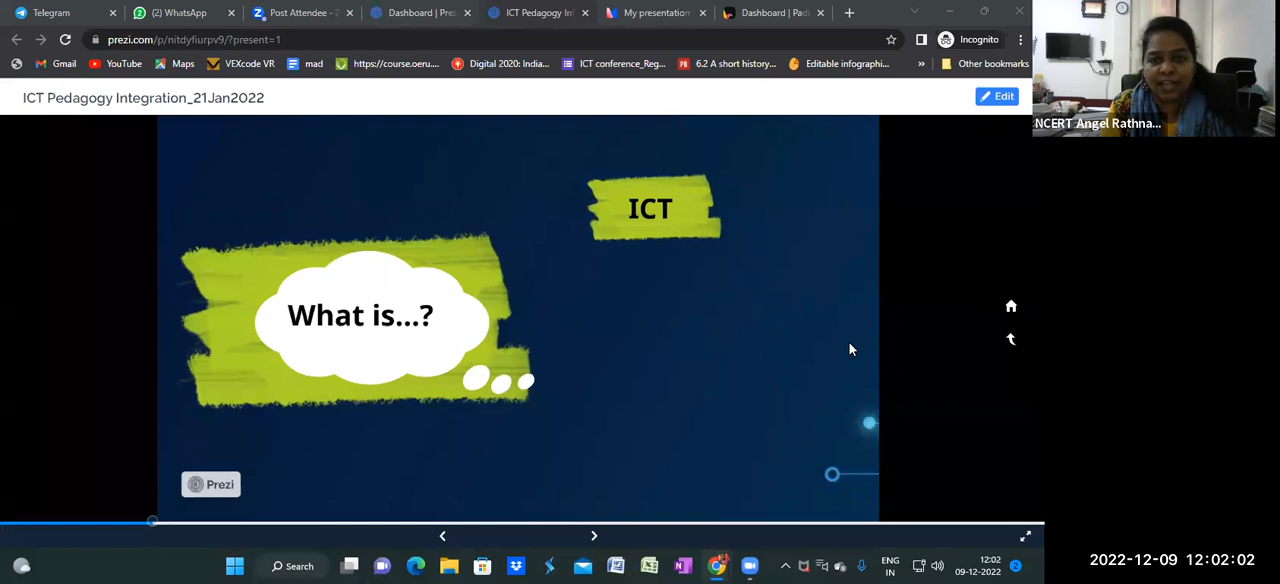 Telegram
(2) WhatsApp
Post Attendee - Z
Dashboard | Prez
ICT Pedagogy Int
My presentation
Dashboard | Pad
prezi.com/p/nitdyfiurpv9/?present=1
Incognito
Gmail
YouTube
Maps
VEXcode VR
mad
https://course.oeru....
Digital 2020: India...
ICT conference_Reg...
6.2 A short history...
Editable infographi...
»
Other bookmarks
ICT Pedagogy Integration_21Jan2022
Edit
NCERT Angel Rathna...
ICT
What is...?
Prezi
Search
ENG
IN
12:02
09-12-2022
2
2022-12-09 12:02:02